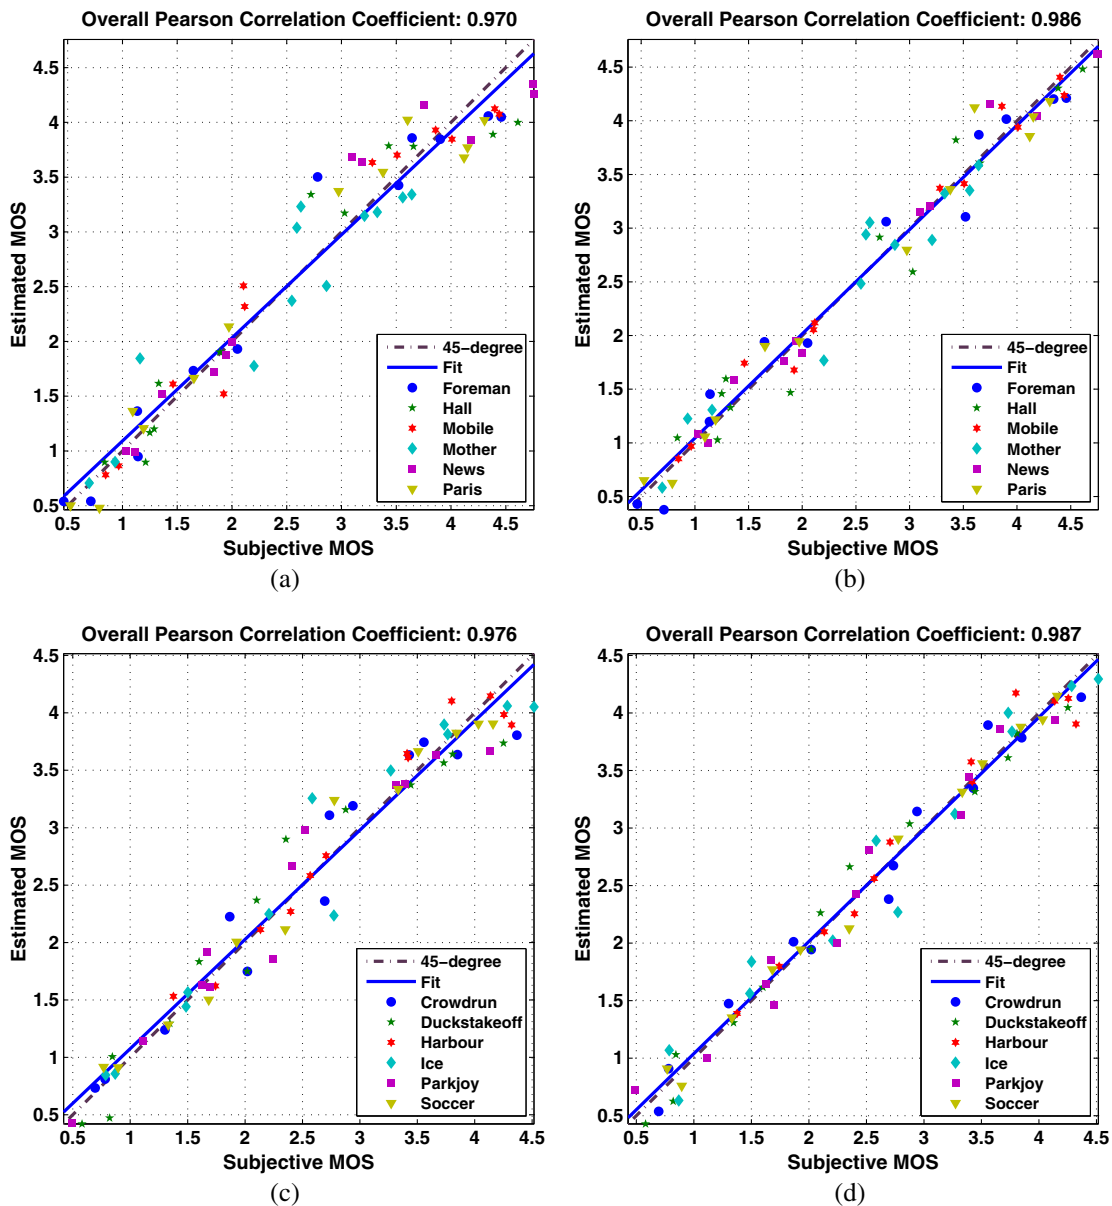 Overall Pearson Correlation Coefficient: 0.970
Estimated MOS
4.5
4
3.5
3
2.5
2
1.5
1
0.5
0.5 1 1.5 2 2.5 3 3.5 4 4.5
Subjective MOS
45-degree
Fit
Foreman
Hall
Mobile
Mother
News
Paris
(a)
Overall Pearson Correlation Coefficient: 0.986
Estimated MOS
4.5
4
3.5
3
2.5
2
1.5
1
0.5
0.5 1 1.5 2 2.5 3 3.5 4 4.5
Subjective MOS
45-degree
Fit
Foreman
Hall
Mobile
Mother
News
Paris
(b)
Overall Pearson Correlation Coefficient: 0.976
Estimated MOS
4.5
4
3.5
3
2.5
2
1.5
1
0.5
0.5 1 1.5 2 2.5 3 3.5 4 4.5
Subjective MOS
45-degree
Fit
Crowdrun
Duckstakeoff
Harbour
Ice
Parkjoy
Soccer
(c)
Overall Pearson Correlation Coefficient: 0.987
Estimated MOS
4.5
4
3.5
3
2.5
2
1.5
1
0.5
0.5 1 1.5 2 2.5 3 3.5 4 4.5
Subjective MOS
45-degree
Fit
Crowdrun
Duckstakeoff
Harbour
Ice
Parkjoy
Soccer
(d)